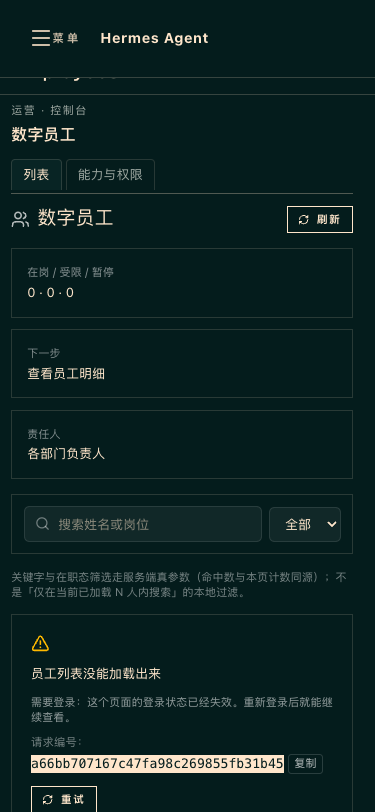 菜单
Hermes Agent
运营 · 控制台
数字员工
列表
能力与权限
数字员工
刷新
在岗 / 受限 / 暂停
0 · 0 · 0
下一步
查看员工明细
责任人
各部门负责人
搜索姓名或岗位
全部
关键字与在职态筛选走服务端真参数（命中数与本页计数同源）；不
是「仅在当前已加载 N 人内搜索」的本地过滤。
员工列表没能加载出来
需要登录：这个页面的登录状态已经失效。重新登录后就能继
续查看。
请求编号：
a66bb707167c47fa98c269855fb31b45
复制
重试